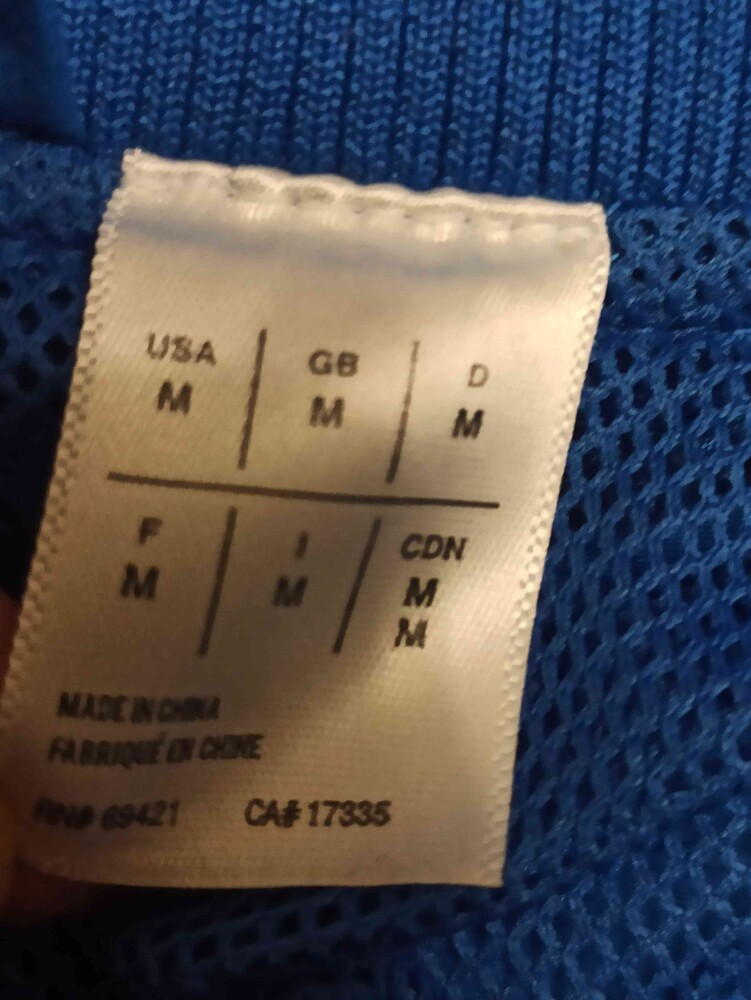 USA GB D
M M M
F I CDN
M M M
M
MADE IN CHINA
FABRIQUÉ EN CHINE
RN# 69421 CA# 17335